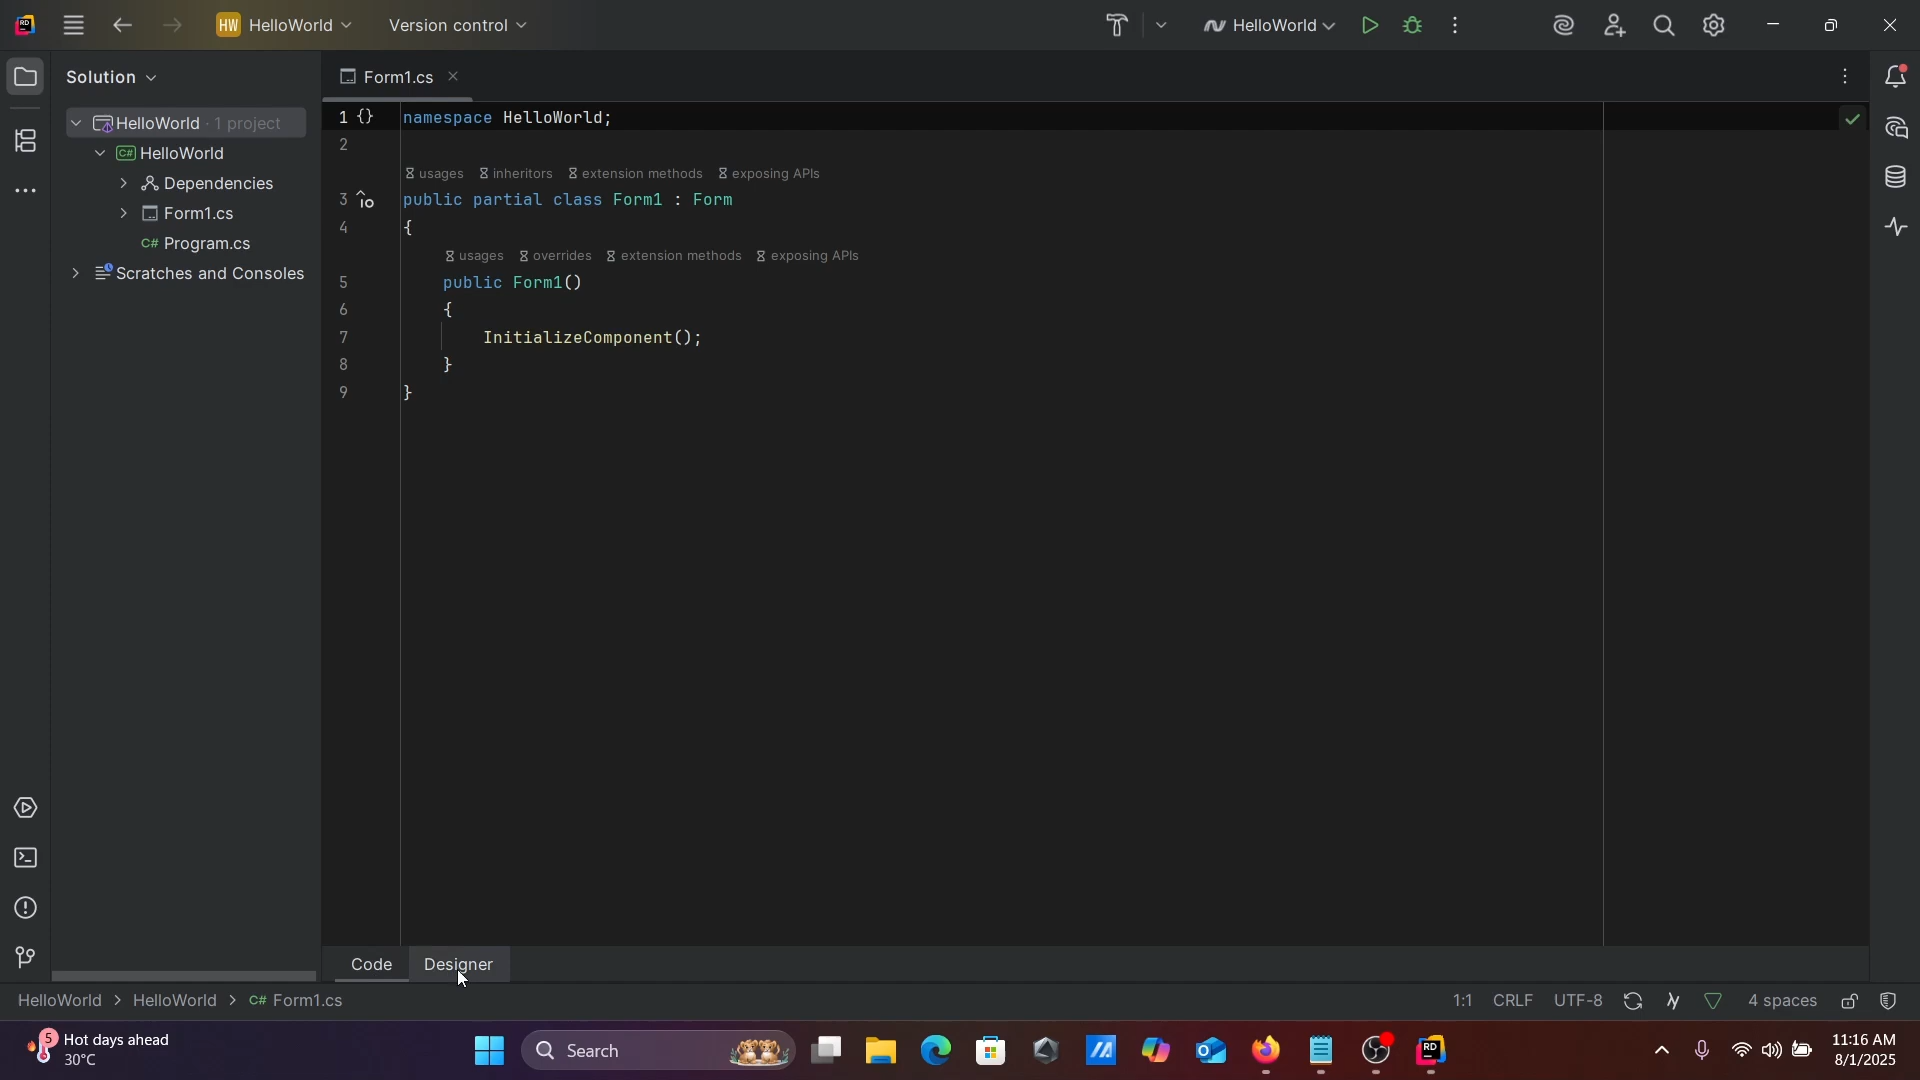 HW HelloWorld
Version control
HelloWorld
Solution
Form1.cs
HelloWorld · 1 project
C# HelloWorld
Dependencies
Form1.cs
C# Program.cs
Scratches and Consoles
1 {} namespace HelloWorld;
2
usages inheritors extension methods exposing APIs
3 public partial class Form1 : Form
4 {
usages overrides extension methods exposing APIs
5 public Form1()
6 {
7 InitializeComponent();
8 }
9 }
Code Designer
HelloWorld > HelloWorld > C# Form1.cs
1:1 CRLF UTF-8 4 spaces
5 Hot days ahead
30°C
Search
RD
11:16 AM
8/1/2025